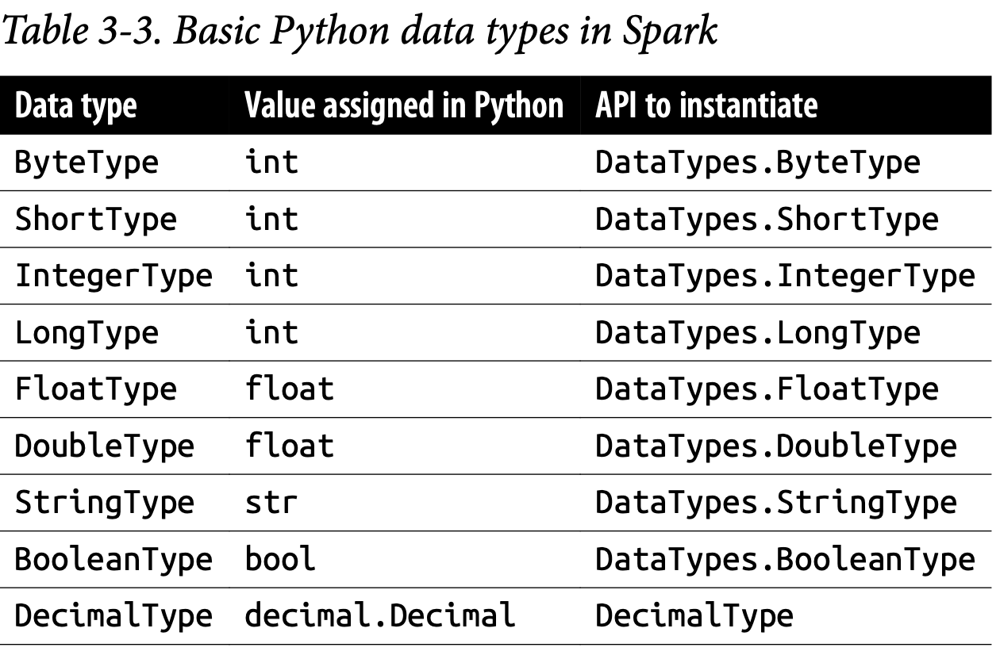 Table 3-3. Basic Python data types in Spark
Data type Value assigned in Python API to instantiate
ByteType int DataTypes.ByteType
ShortType int DataTypes.ShortType
IntegerType int DataTypes.IntegerType
LongType int DataTypes.LongType
FloatType float DataTypes.FloatType
DoubleType float DataTypes.DoubleType
StringType str DataTypes.StringType
BooleanType bool DataTypes.BooleanType
DecimalType decimal.Decimal DecimalType